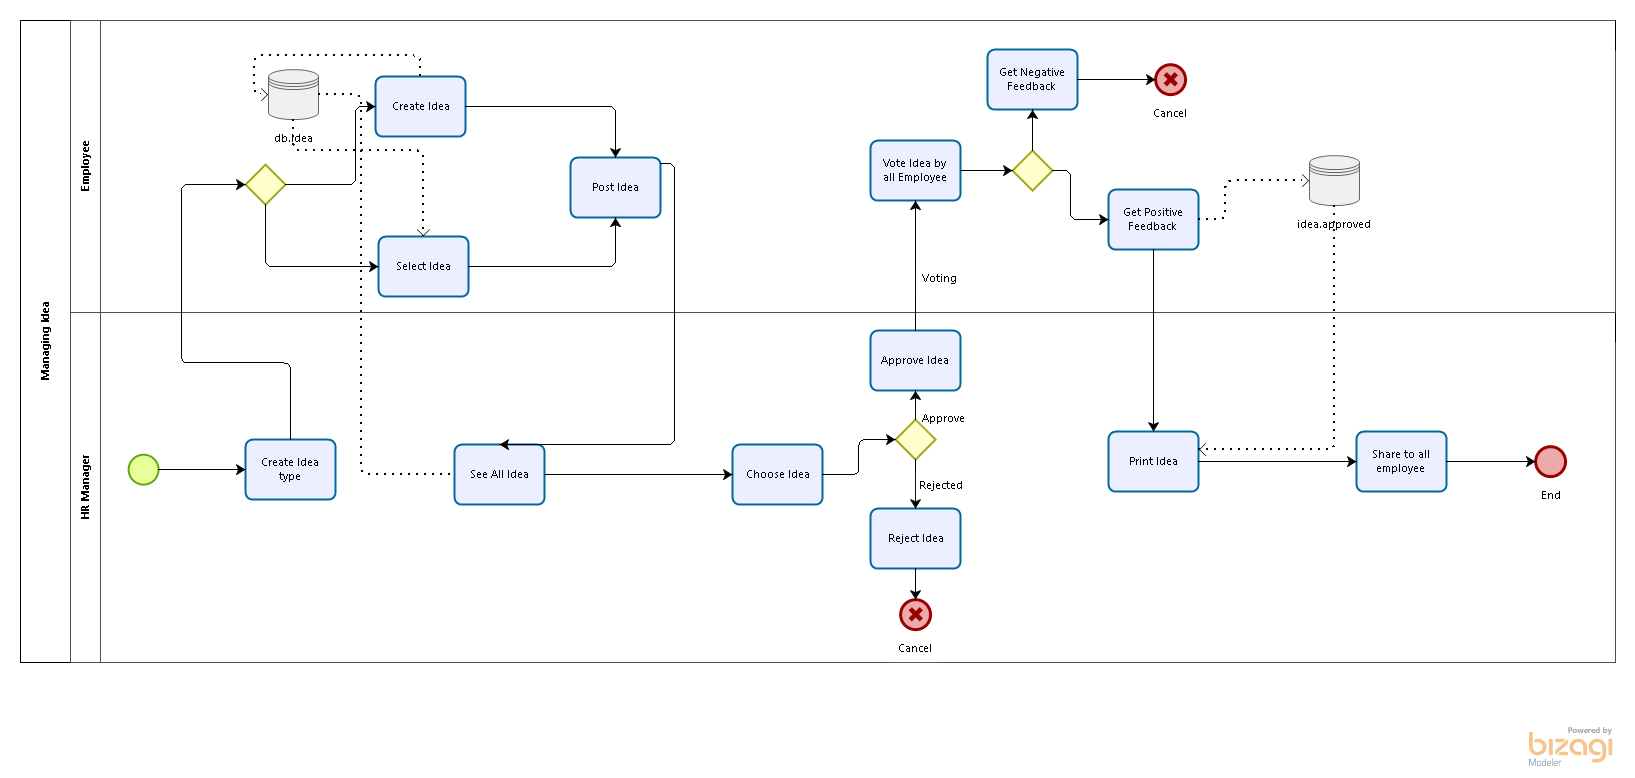 Managing Idea
Employee
HR Manager
db.Idea
Create Idea
Post Idea
Select Idea
Get Negative
Feedback
Cancel
Vote Idea by
all Employee
Get Positive
Feedback
idea.approved
Voting
Create Idea
type
See All Idea
Choose Idea
Approve Idea
Approve
Rejected
Reject Idea
Cancel
Print Idea
Share to all
employee
End
Powered by
bizagi
Modeler